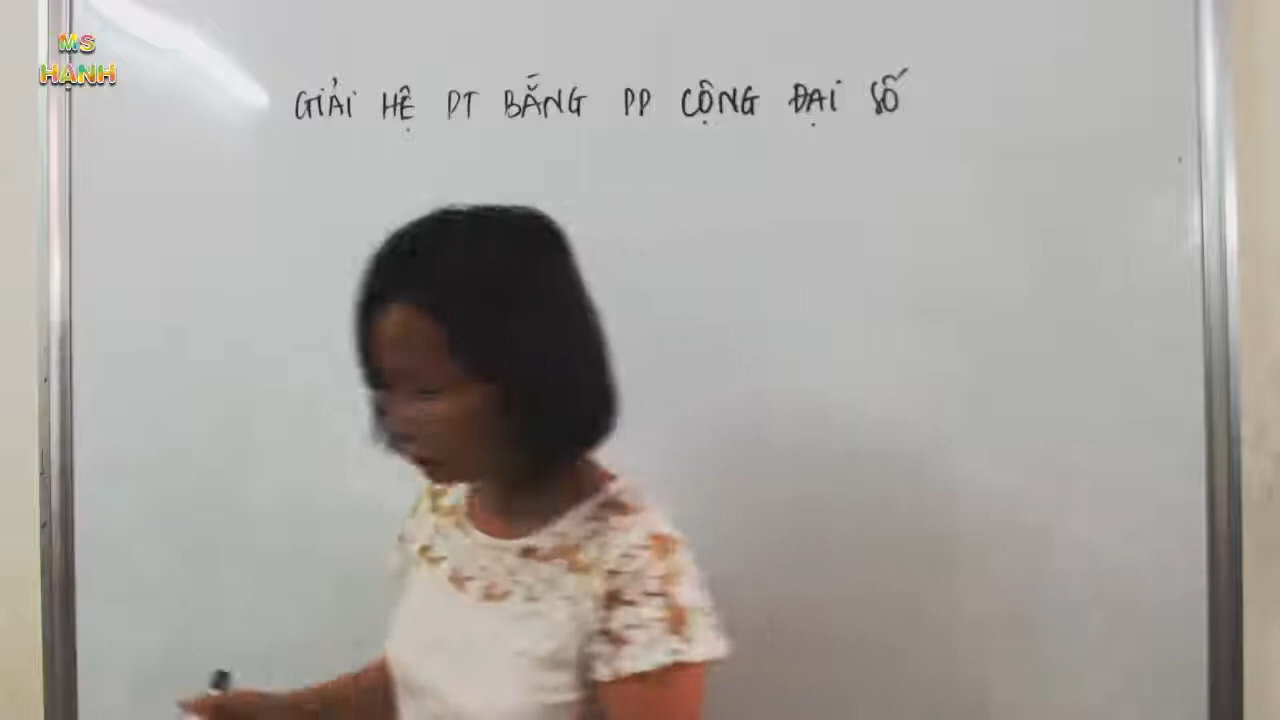 MS
HẠNH
GIẢI HỆ PT BẰNG PP CỘNG ĐẠI SỐ